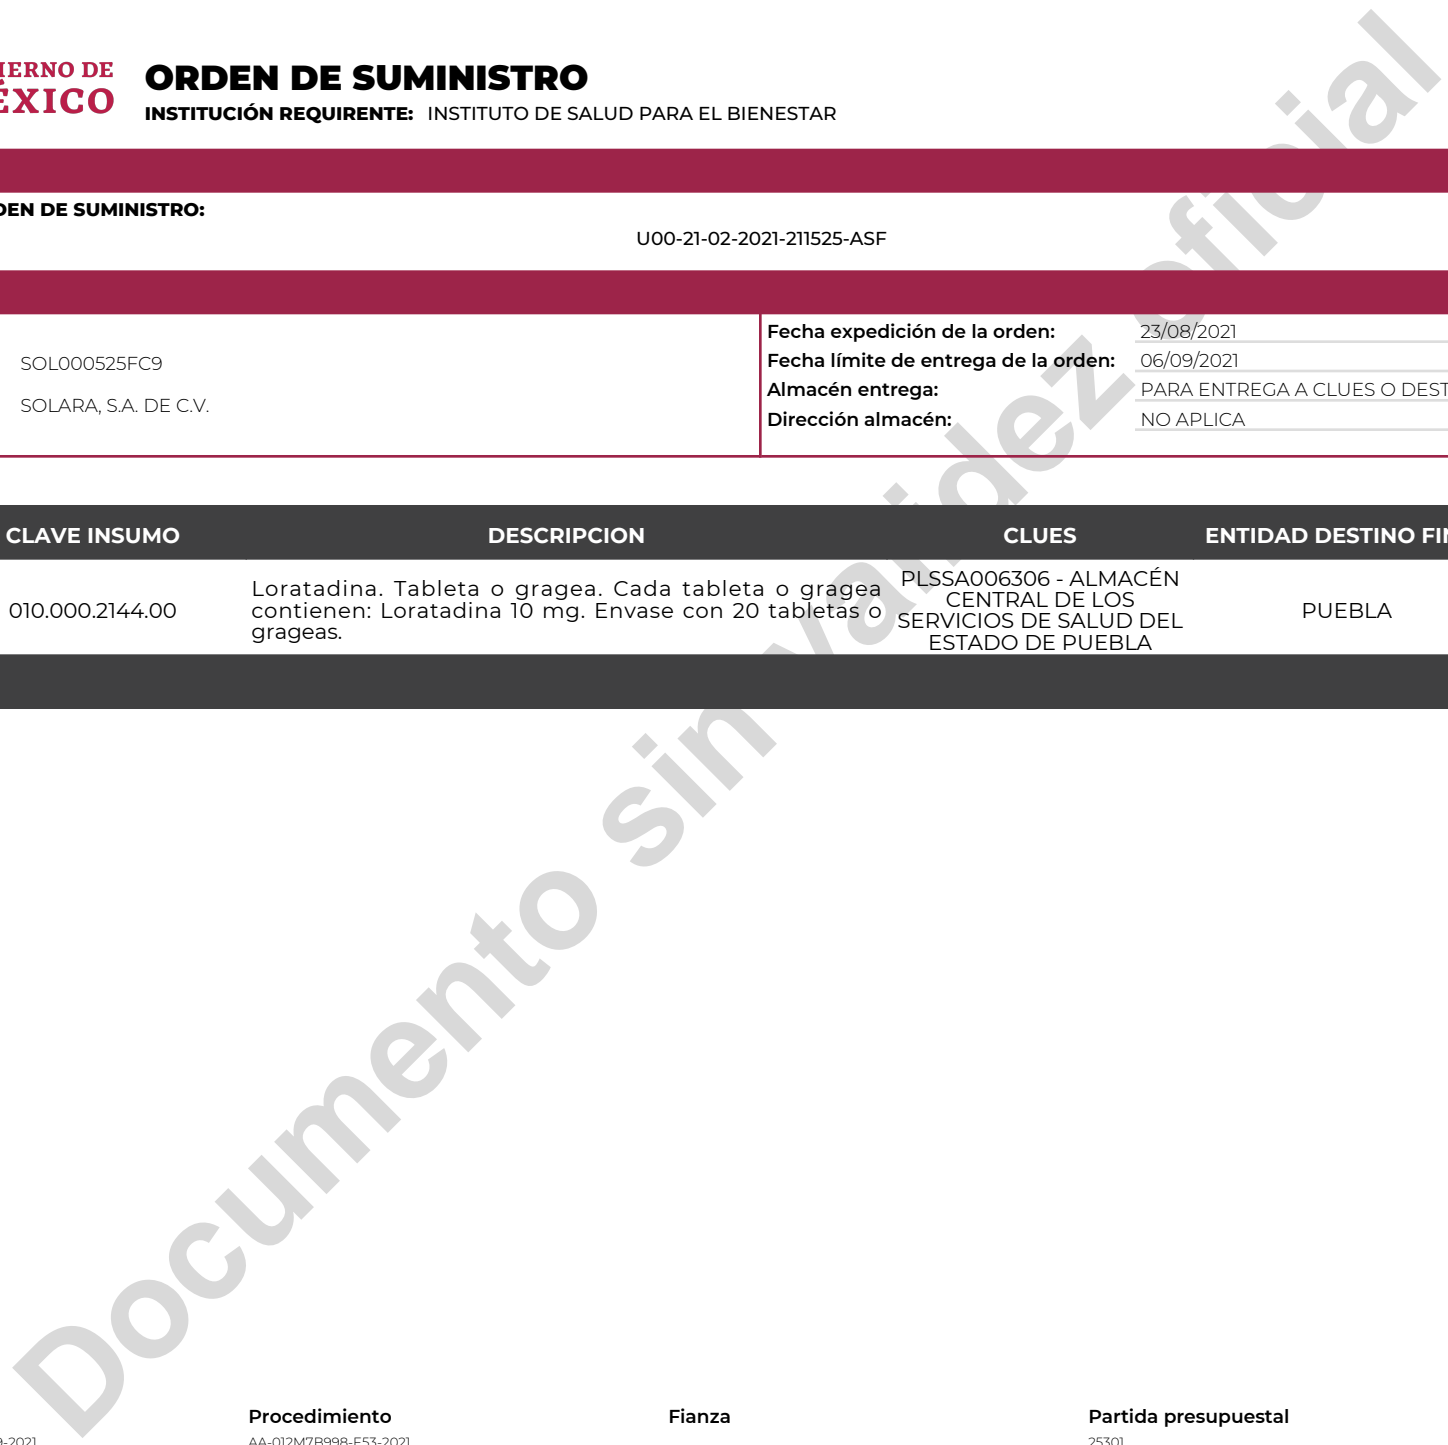 IERNO DE
ÉXICO
ORDEN DE SUMINISTRO
INSTITUCIÓN REQUIRENTE: INSTITUTO DE SALUD PARA EL BIENESTAR
DEN DE SUMINISTRO:
U00-21-02-2021-211525-ASF
SOL000525FC9
SOLARA, S.A. DE C.V.
Fecha expedición de la orden: 23/08/2021
Fecha límite de entrega de la orden: 06/09/2021
Almacén entrega: PARA ENTREGA A CLUES O DEST
Dirección almacén: NO APLICA
CLAVE INSUMO DESCRIPCION CLUES ENTIDAD DESTINO FIN
010.000.2144.00
Loratadina. Tableta o gragea. Cada tableta o gragea
contienen: Loratadina 10 mg. Envase con 20 tabletas o
grageas.
PLSSA006306 - ALMACÉN
CENTRAL DE LOS
SERVICIOS DE SALUD DEL
ESTADO DE PUEBLA
PUEBLA
Documento sin validez oficial
Procedimiento Fianza Partida presupuestal
9-2021 AA-012M7B998-E53-2021 25301